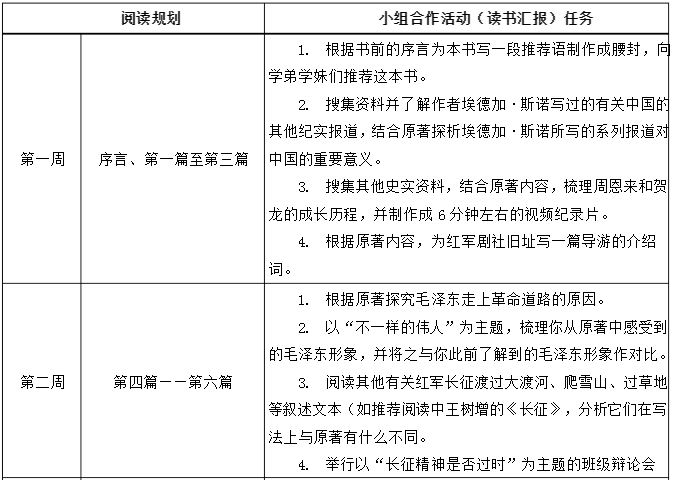 阅读规划
小组合作活动（读书汇报）任务
第一周
序言、第一篇至第三篇
1. 根据书前的序言为本书写一段推荐语制作成腰封，向
学弟学妹们推荐这本书。
2. 搜集资料并了解作者埃德加·斯诺写过的有关中国的
其他纪实报道，结合原著探析埃德加·斯诺所写的系列报道对
中国的重要意义。
3. 搜集其他史实资料，结合原著内容，梳理周恩来和贺
龙的成长历程，并制作成6分钟左右的视频纪录片。
4. 根据原著内容，为红军剧社旧址写一篇导游的介绍
词。
第二周
第四篇——第六篇
1. 根据原著探究毛泽东走上革命道路的原因。
2. 以“不一样的伟人”为主题，梳理你从原著中感受到
的毛泽东形象，并将之与你此前了解到的毛泽东形象作对比。
3. 阅读其他有关红军长征渡过大渡河、爬雪山、过草地
等叙述文本（如推荐阅读中王树增的《长征》，分析它们在写
法上与原著有什么不同。
4. 举行以“长征精神是否过时”为主题的班级辩论会